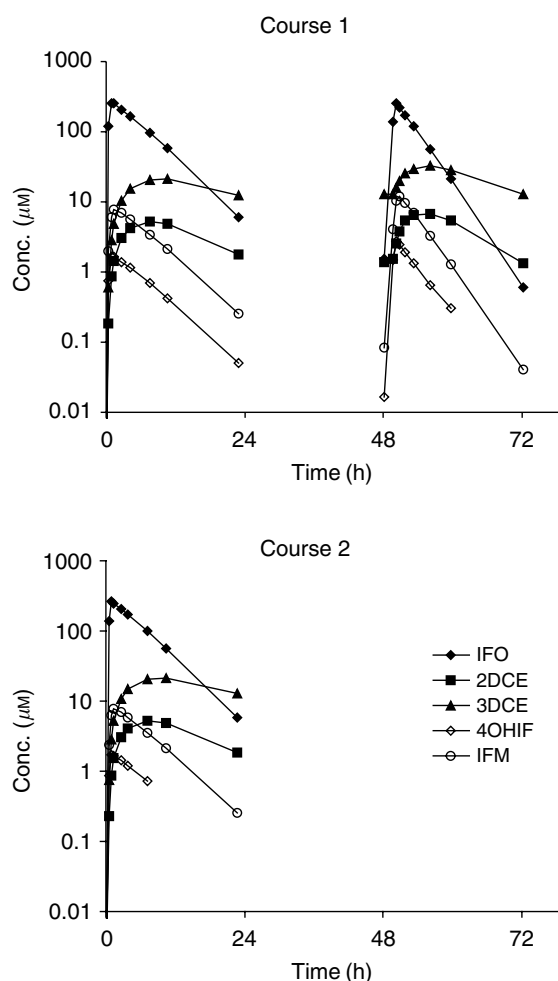 Course 1
1000
100
10
1
0.1
0.01
Conc. (µM)
0 24 48 72
Time (h)
Course 2
1000
100
10
1
0.1
0.01
Conc. (µM)
IFO
2DCE
3DCE
4OHIF
IFM
0 24 48 72
Time (h)